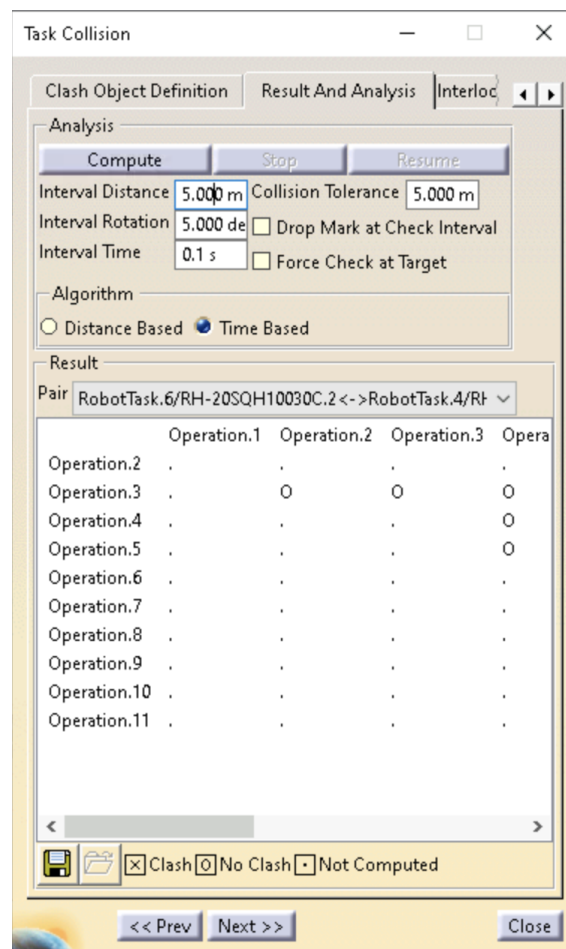 Task Collision
Clash Object Definition Result And Analysis Interloc
Analysis
Compute Stop Resume
Interval Distance 5.000 m Collision Tolerance 5.000 m
Interval Rotation 5.000 de Drop Mark at Check Interval
Interval Time 0.1 s Force Check at Target
Algorithm
Distance Based Time Based
Result
Pair RobotTask.6/RH-20SQH10030C.2<->RobotTask.4/RH
Operation.1 Operation.2 Operation.3 Opera
Operation.2 . . . .
Operation.3 . O O O
Operation.4 . . . O
Operation.5 . . . O
Operation.6 . . . .
Operation.7 . . . .
Operation.8 . . . .
Operation.9 . . . .
Operation.10 . . . .
Operation.11 . . . .
X Clash O No Clash . Not Computed
<< Prev Next >> Close